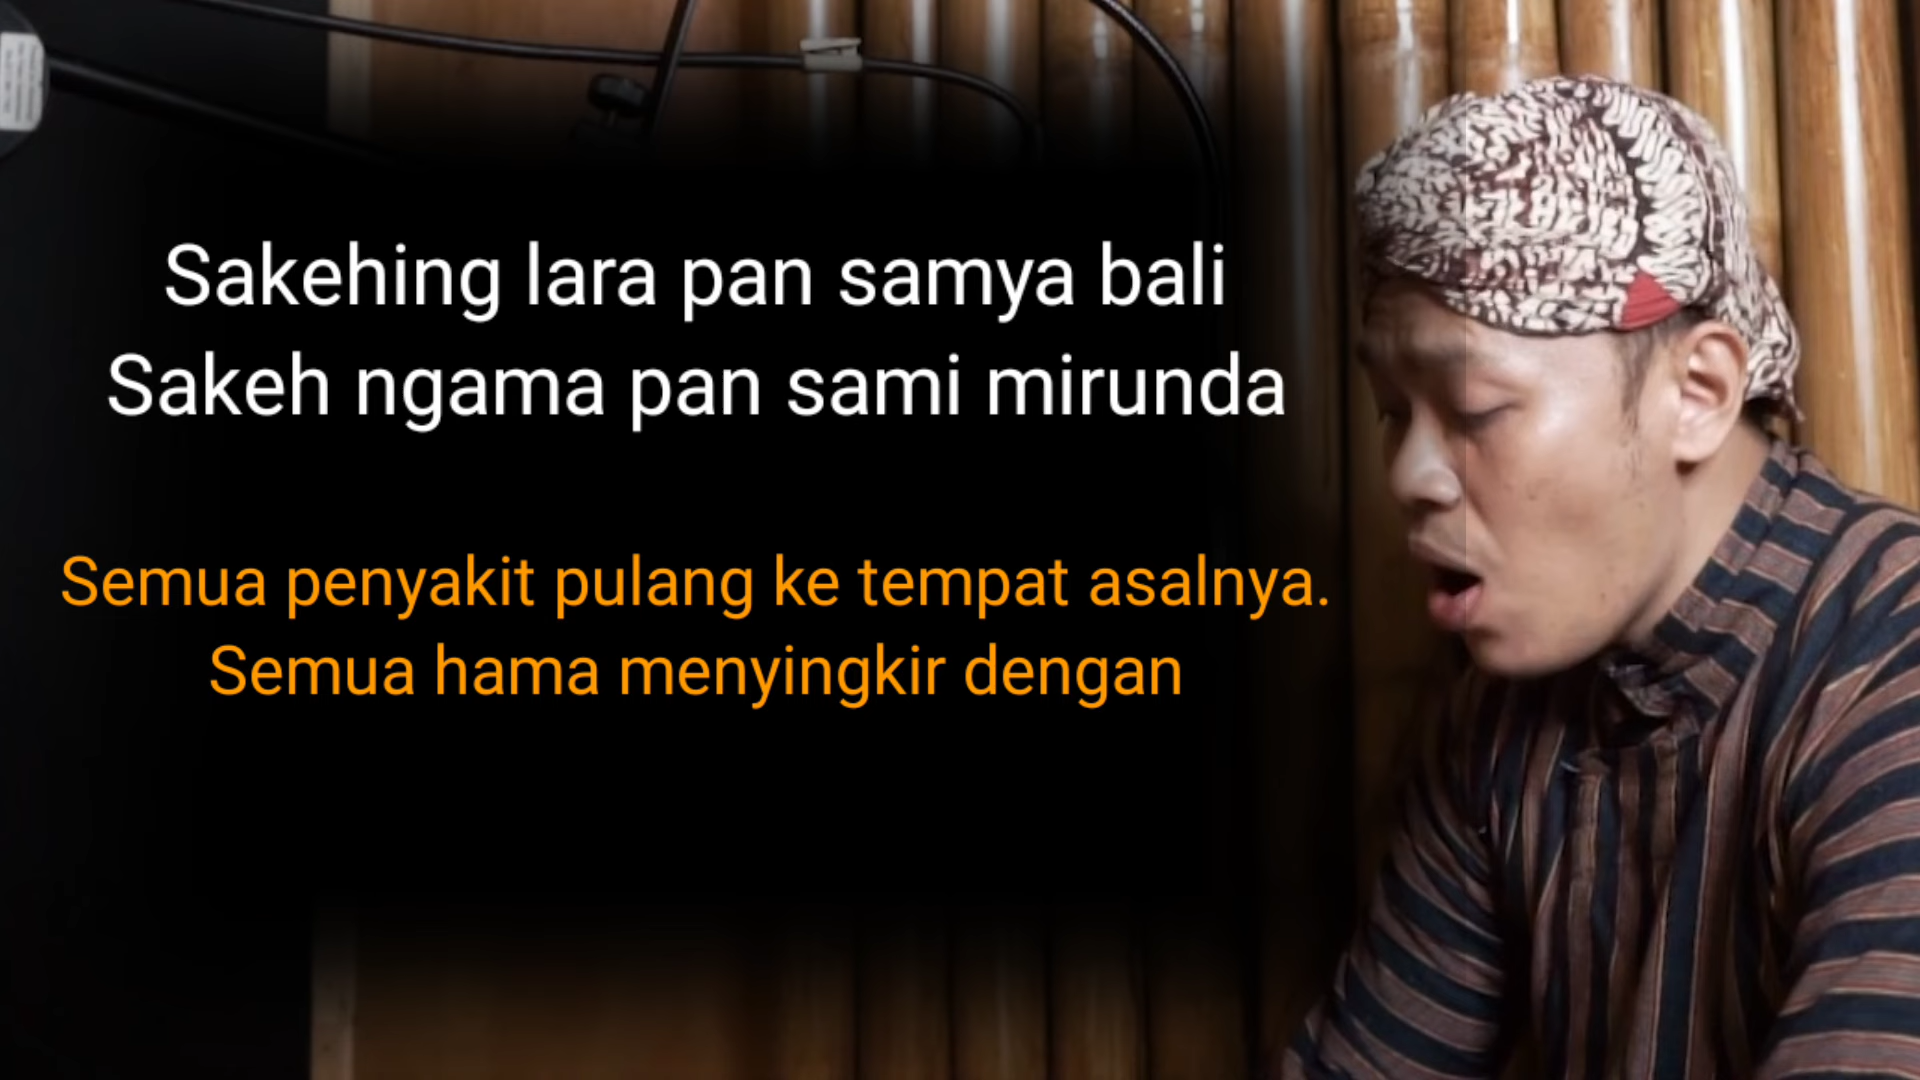 Sakehing lara pan samya bali
Sakeh ngama pan sami mirunda
Semua penyakit pulang ke tempat asalnya.
Semua hama menyingkir dengan